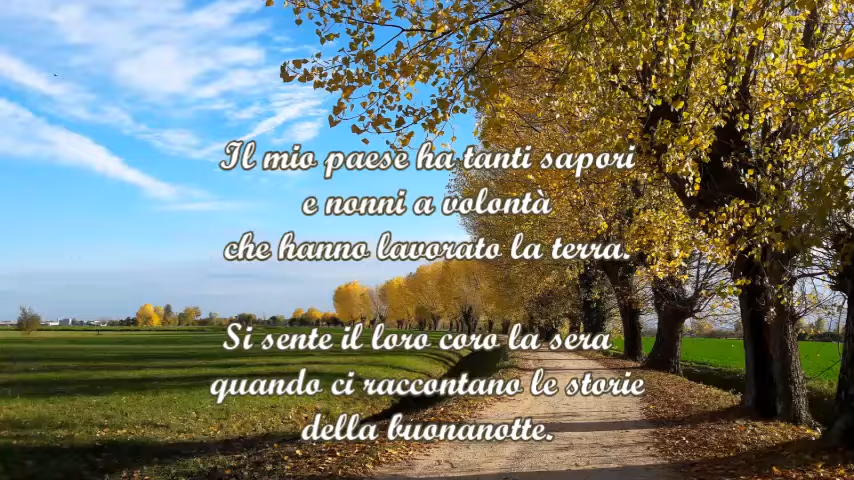 Il mio paese ha tanti sapori
e nonni a volontà
che hanno lavorato la terra.
Si sente il loro coro la sera
quando ci raccontano le storie
della buonanotte.